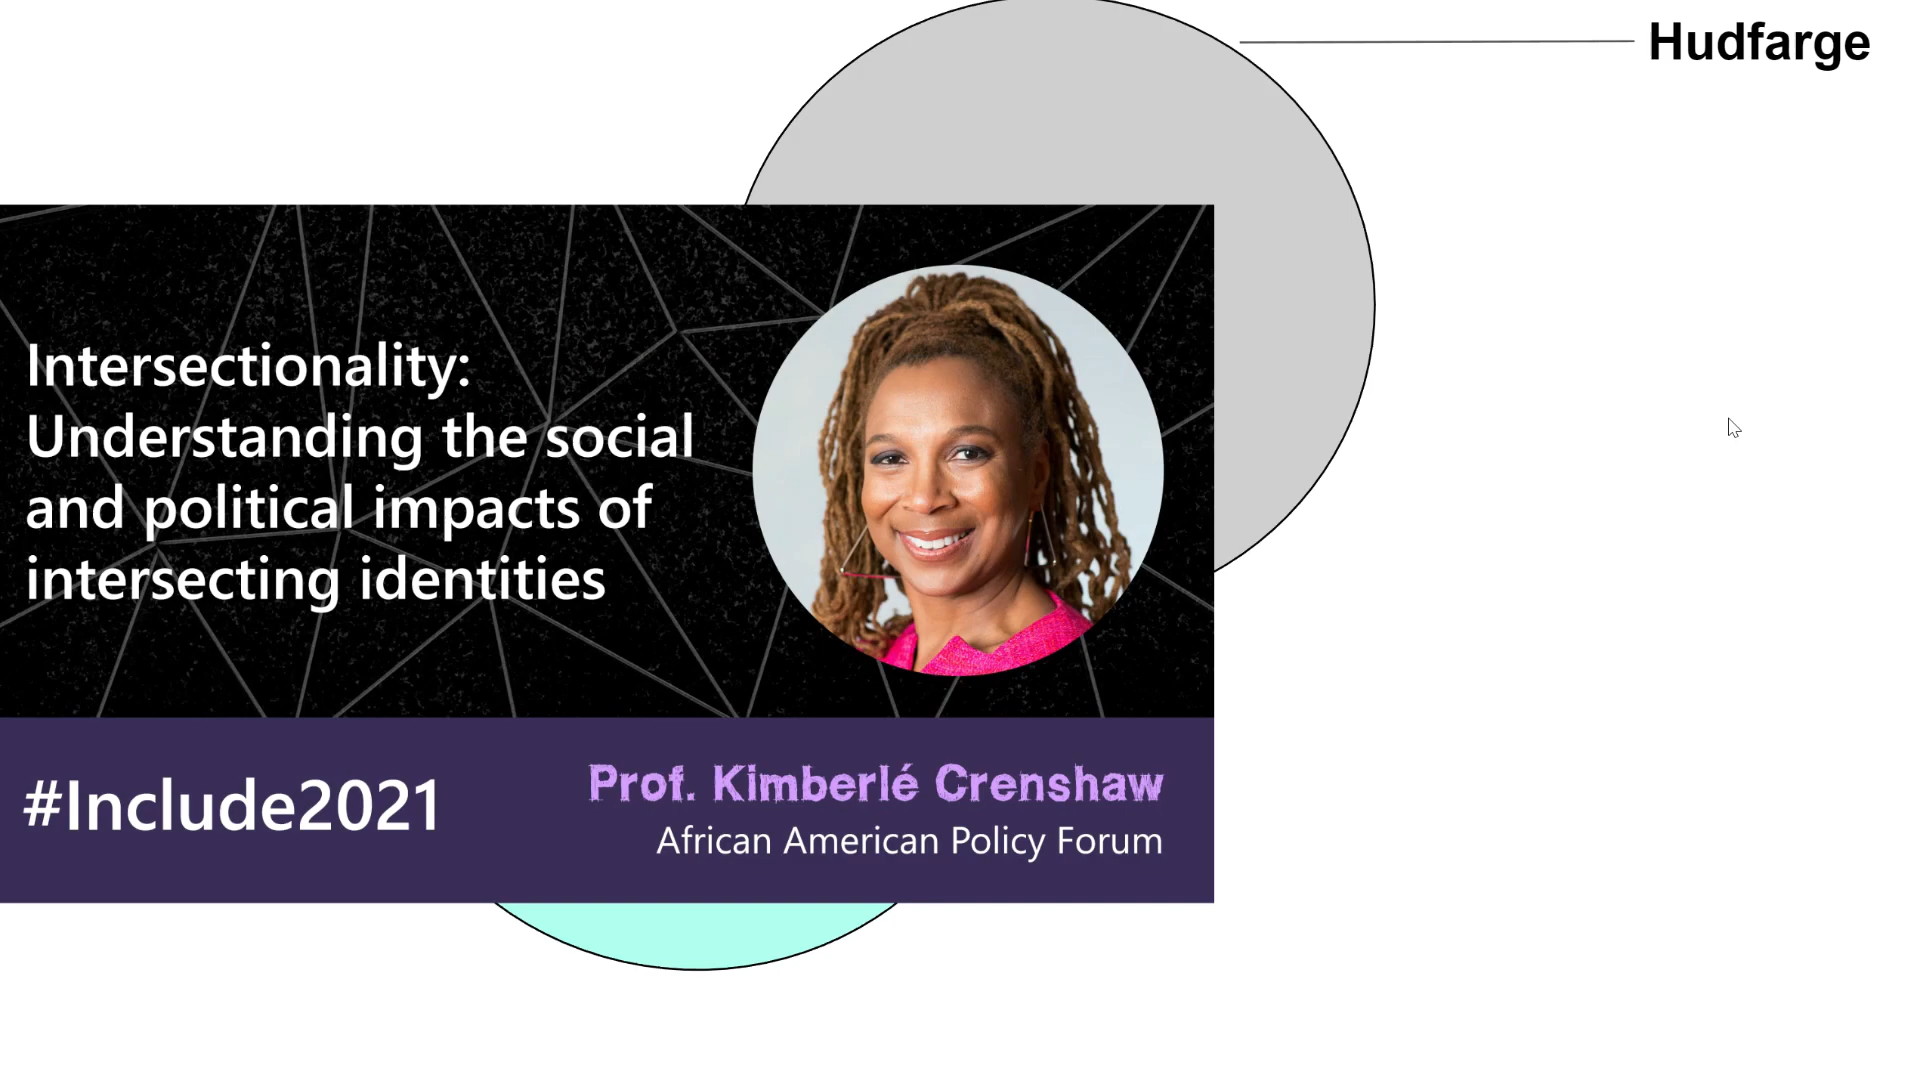 Hudfarge
Intersectionality:
Understanding the social
and political impacts of
intersecting identities
#Include2021
Prof. Kimberlé Crenshaw
African American Policy Forum